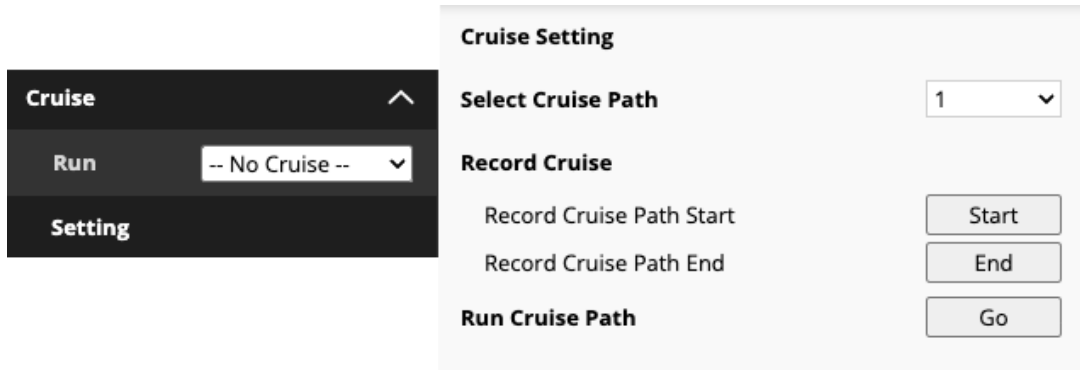 Cruise
Run -- No Cruise --
Setting
Cruise Setting
Select Cruise Path 1
Record Cruise
Record Cruise Path Start Start
Record Cruise Path End End
Run Cruise Path Go